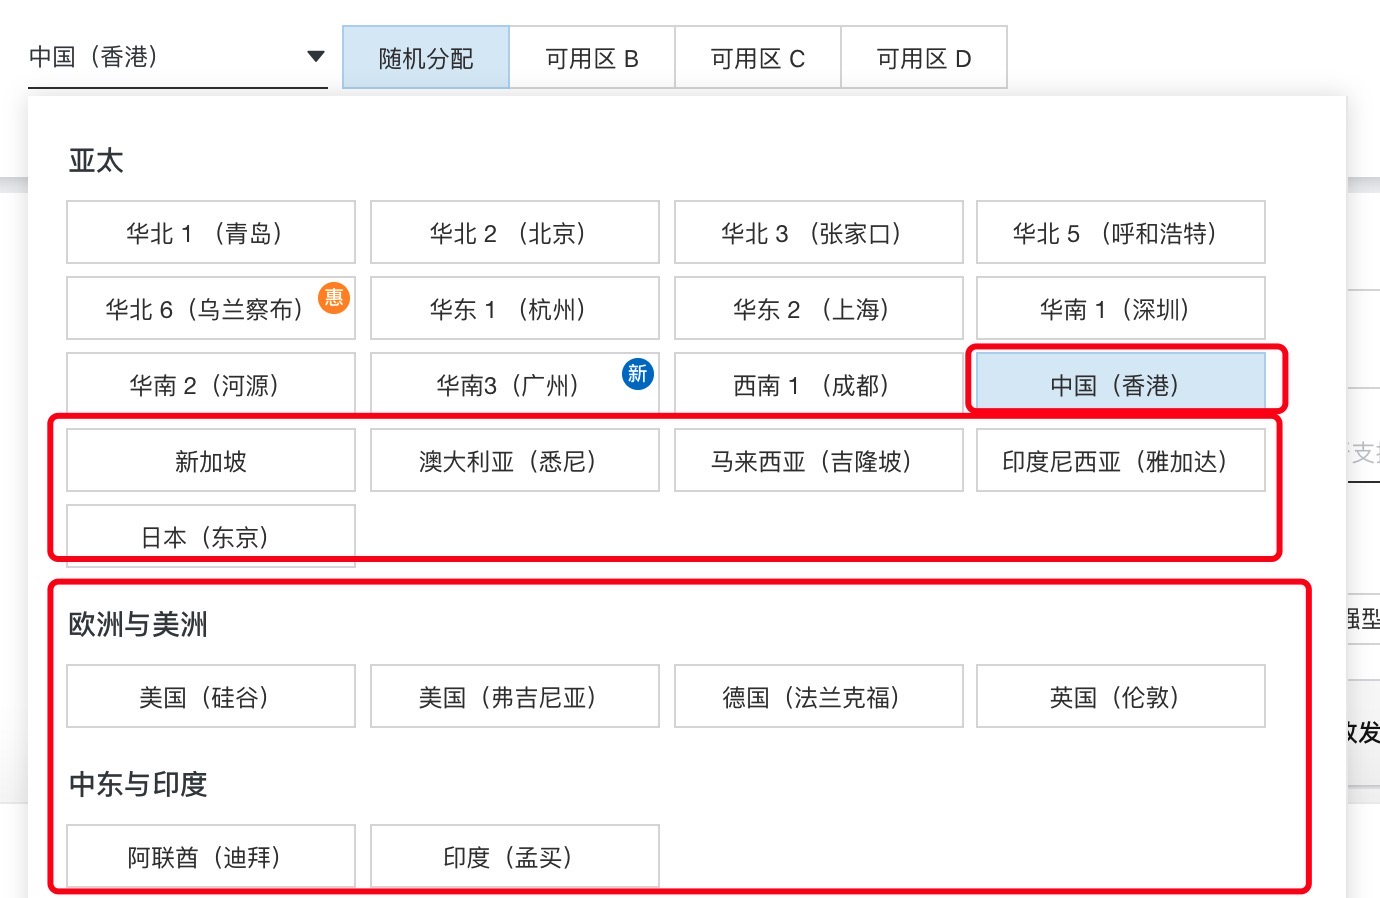 中国（香港）
随机分配
可用区 B
可用区 C
可用区 D
亚太
华北 1 （青岛）
华北 2 （北京）
华北 3 （张家口）
华北 5 （呼和浩特）
华北 6（乌兰察布）
惠
华东 1 （杭州）
华东 2 （上海）
华南 1（深圳）
华南 2（河源）
华南3（广州）
新
西南 1 （成都）
中国（香港）
新加坡
澳大利亚（悉尼）
马来西亚（吉隆坡）
印度尼西亚（雅加达）
日本（东京）
欧洲与美洲
美国（硅谷）
美国（弗吉尼亚）
德国（法兰克福）
英国（伦敦）
强型
发
中东与印度
阿联酋（迪拜）
印度（孟买）